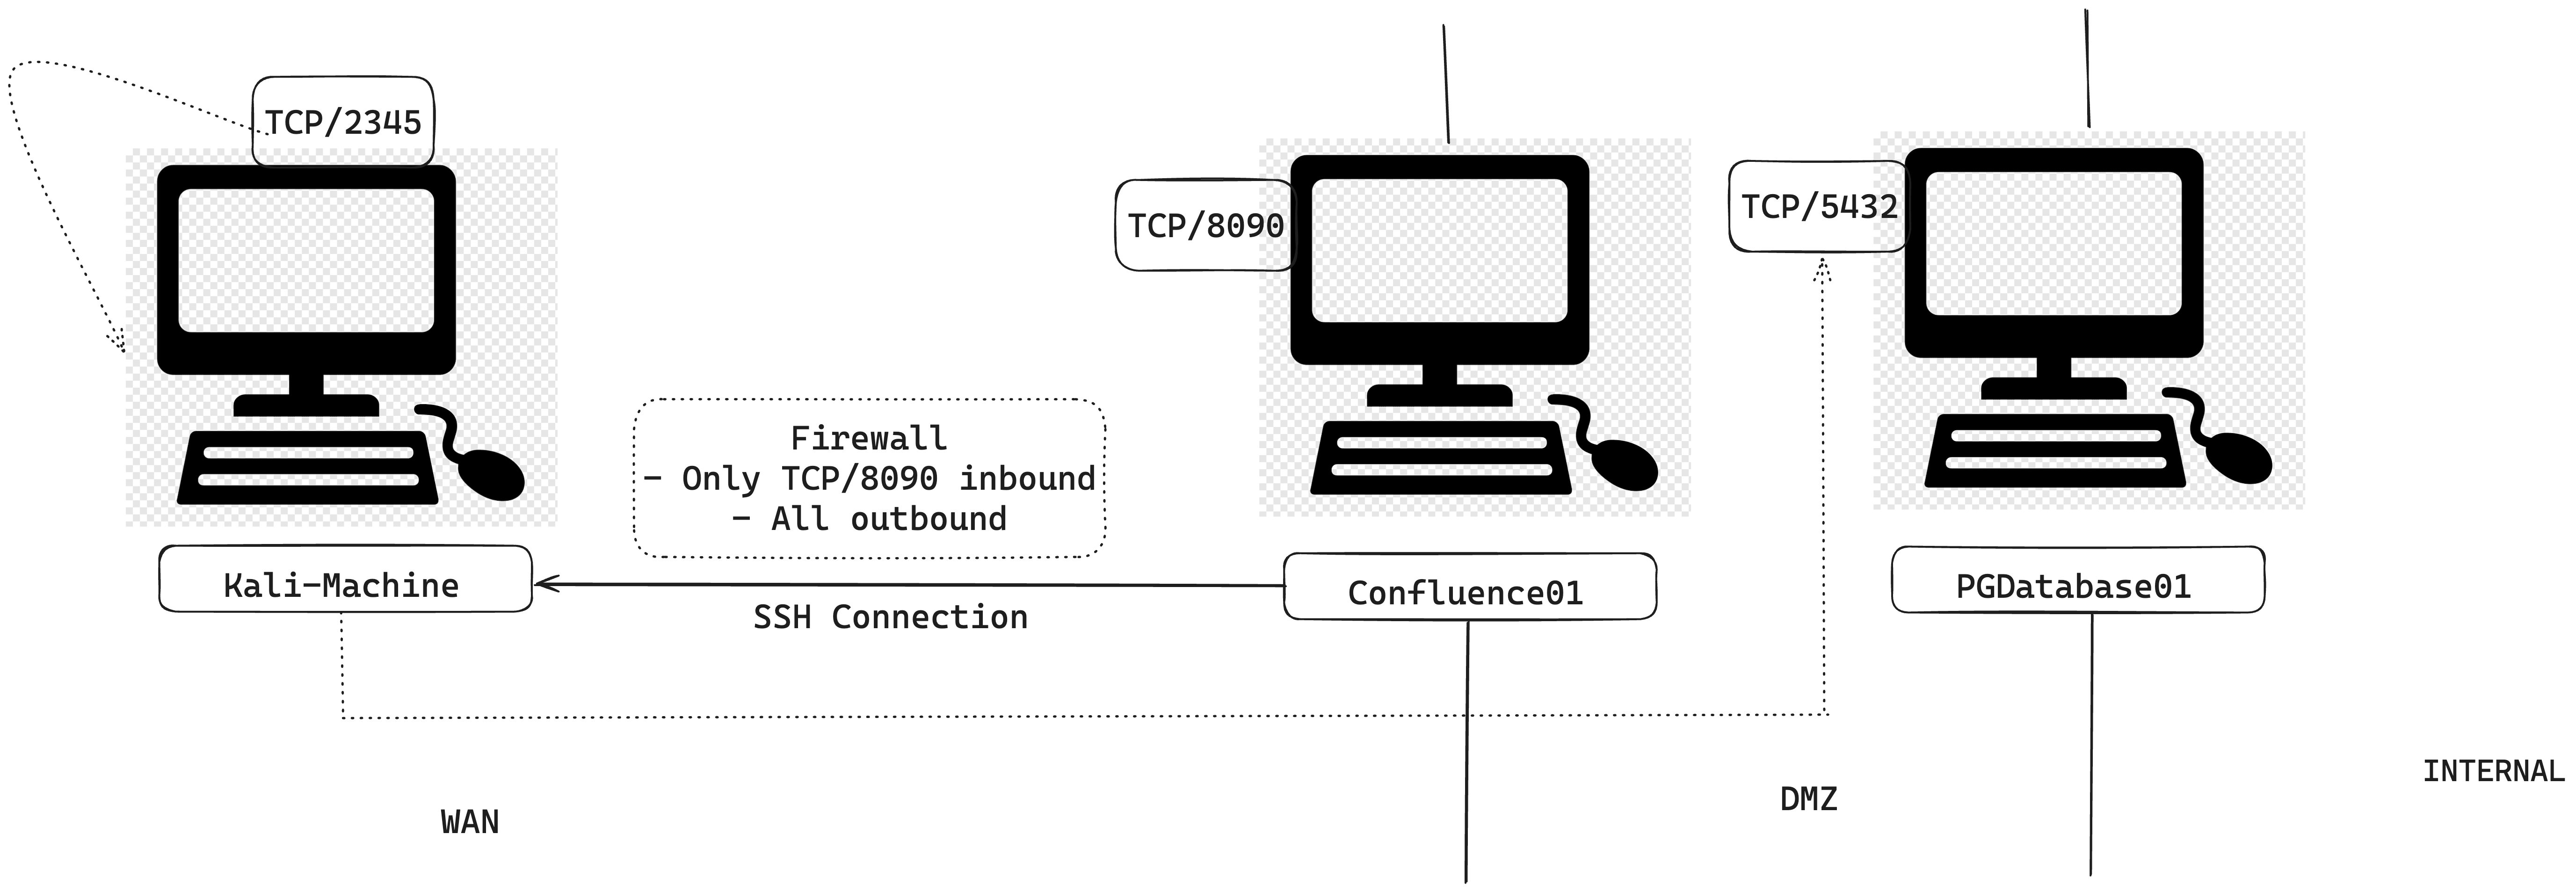 TCP/2345
TCP/8090
TCP/5432
Firewall
- Only TCP/8090 inbound
- All outbound
Kali-Machine
SSH Connection
Confluence01
PGDatabase01
WAN
DMZ
INTERNAL